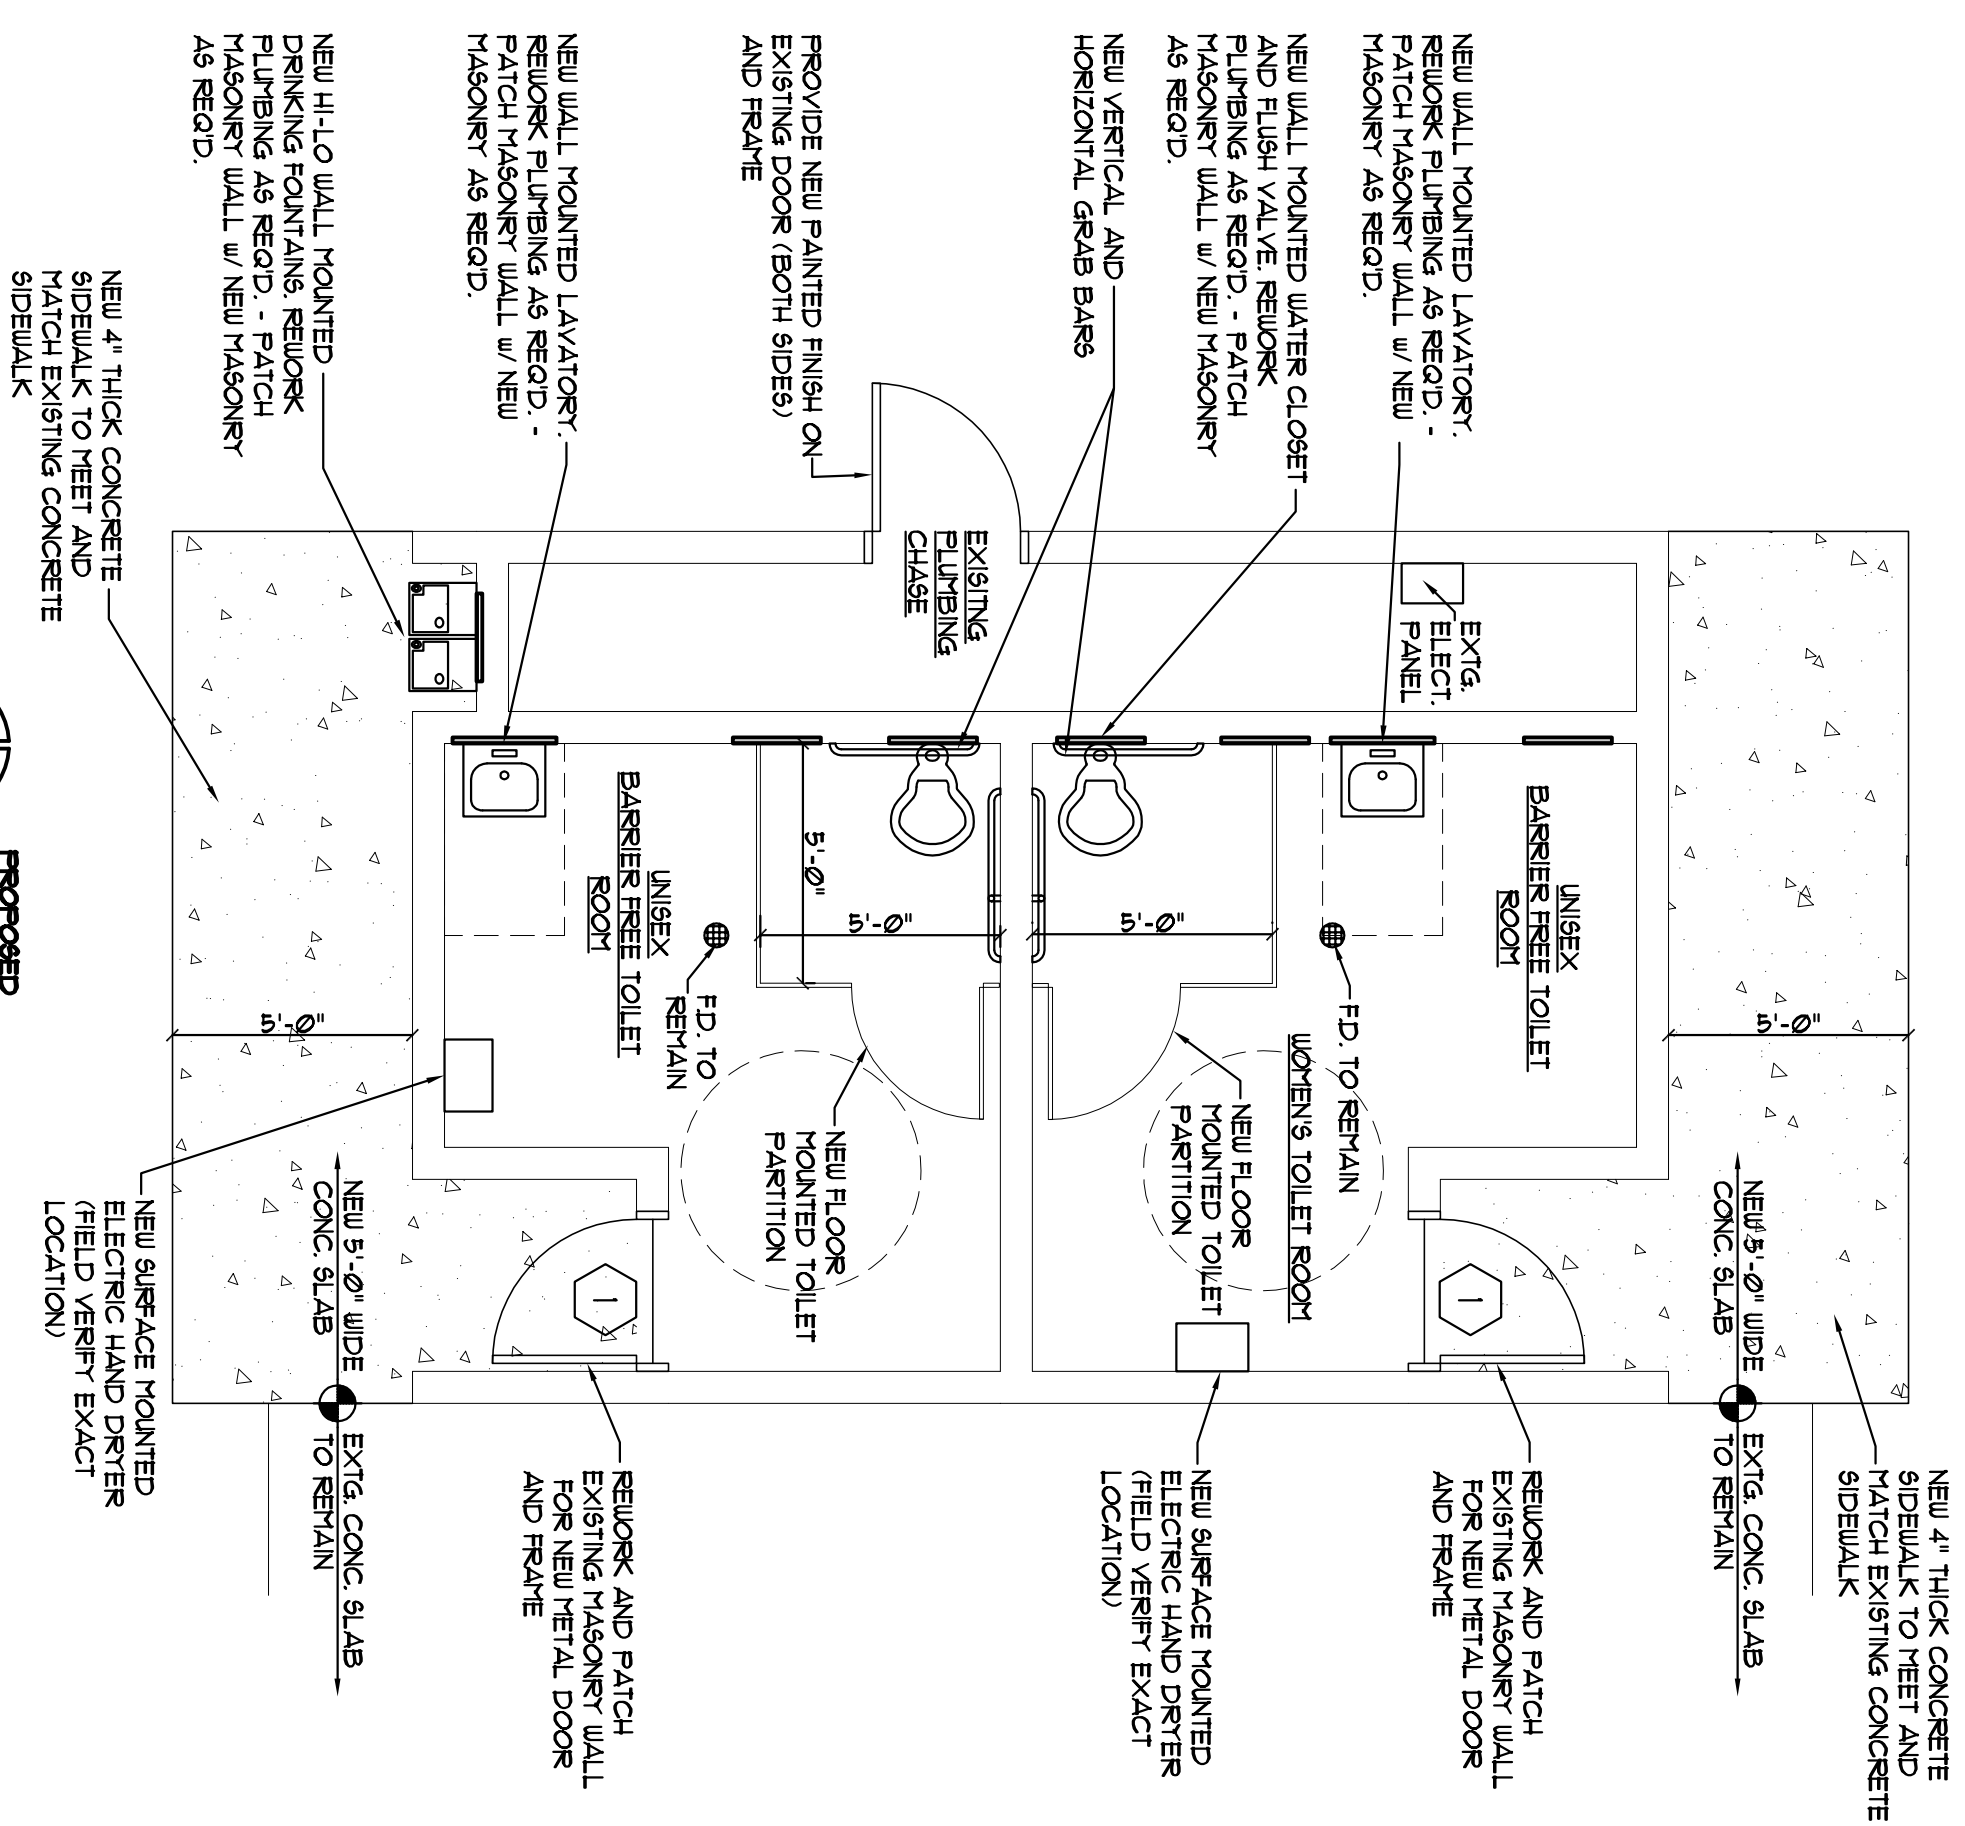 NEW WALL MOUNTED LAVATORY.
REWORK PLUMBING AS REQ'D. -
PATCH MASONRY WALL w/ NEW
MASONRY AS REQ'D.
NEW WALL MOUNTED WATER CLOSET
AND FLUSH VALVE. REWORK
PLUMBING AS REQ'D. - PATCH
MASONRY WALL w/ NEW MASONRY
AS REQ'D.
NEW VERTICAL AND
HORIZONTAL GRAB BARS
PROVIDE NEW PAINTED FINISH ON
EXISTING DOOR (BOTH SIDES)
AND FRAME
NEW WALL MOUNTED LAVATORY.
REWORK PLUMBING AS REQ'D. -
PATCH MASONRY WALL w/ NEW
MASONRY AS REQ'D.
NEW HI-LO WALL MOUNTED
DRINKING FOUNTAINS. REWORK
PLUMBING AS REQ'D. - PATCH
MASONRY WALL w/ NEW MASONRY
AS REQ'D.
NEW 4" THICK CONCRETE
SIDEWALK TO MEET AND
MATCH EXISTING CONCRETE
SIDEWALK
EXTG.
ELECT.
PANEL
EXISITING
PLUMBING
CHASE
UNISEX
BARRIER FREE TOILET
ROOM
UNISEX
BARRIER FREE TOILET
ROOM
5'-0"
5'-0"
5'-0"
5'-0"
5'-0"
F.D. TO REMAIN
WOMEN'S TOILET ROOM
F.D. TO
REMAIN
NEW FLOOR
MOUNTED TOILET
PARTITION
NEW FLOOR
MOUNTED TOILET
PARTITION
1
1
NEW 5'-0" WIDE
CONC. SLAB
NEW 5'-0" WIDE
CONC. SLAB
EXTG. CONC. SLAB
TO REMAIN
EXTG. CONC. SLAB
TO REMAIN
NEW 4" THICK CONCRETE
SIDEWALK TO MEET AND
MATCH EXISTING CONCRETE
SIDEWALK
REWORK AND PATCH
EXISTING MASONRY WALL
FOR NEW METAL DOOR
AND FRAME
NEW SURFACE MOUNTED
ELECTRIC HAND DRYER
(FIELD VERIFY EXACT
LOCATION)
REWORK AND PATCH
EXISTING MASONRY WALL
FOR NEW METAL DOOR
AND FRAME
NEW SURFACE MOUNTED
ELECTRIC HAND DRYER
(FIELD VERIFY EXACT
LOCATION)
PROPOSED